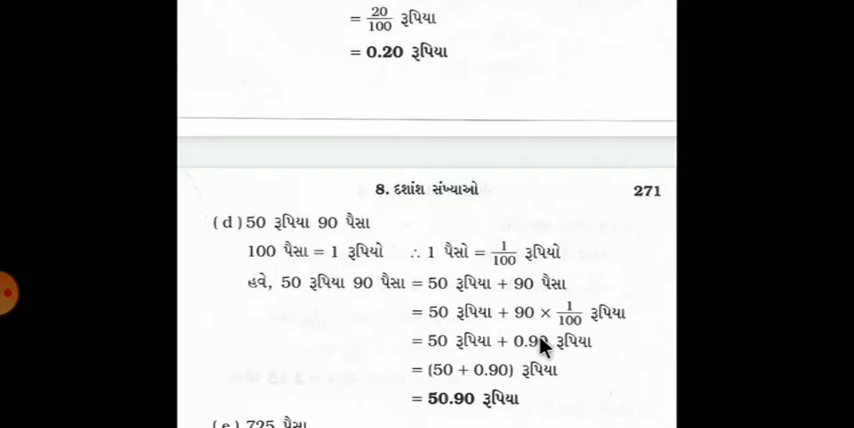 = 20/100 રૂપિયા
= 0.20 રૂપિયા
8. દશાંશ સંખ્યાઓ 271
(d) 50 રૂપિયા 90 પૈસા
100 પૈસા = 1 રૂપિયો ∴ 1 પૈસો = 1/100 રૂપિયો
હવે, 50 રૂપિયા 90 પૈસા = 50 રૂપિયા + 90 પૈસા
= 50 રૂપિયા + 90 × 1/100 રૂપિયા
= 50 રૂપિયા + 0.90 રૂપિયા
= (50 + 0.90) રૂપિયા
= 50.90 રૂપિયા
(e) 725 પૈસા